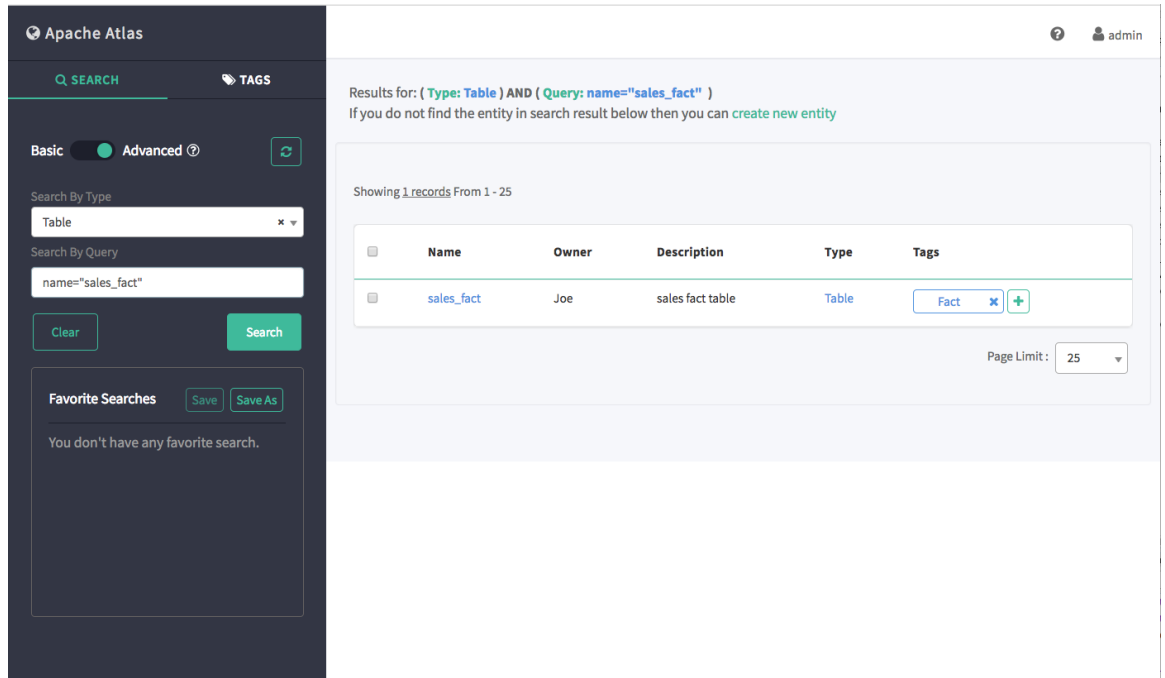 Apache Atlas
admin
SEARCH
TAGS
Basic
Advanced
Search By Type
Table
Search By Query
name="sales_fact"
Clear
Search
Favorite Searches
Save
Save As
You don't have any favorite search.
Results for: ( Type: Table ) AND ( Query: name="sales_fact" )
If you do not find the entity in search result below then you can create new entity
Showing 1 records From 1 - 25
Name Owner Description Type Tags
sales_fact Joe sales fact table Table Fact
Page Limit : 25